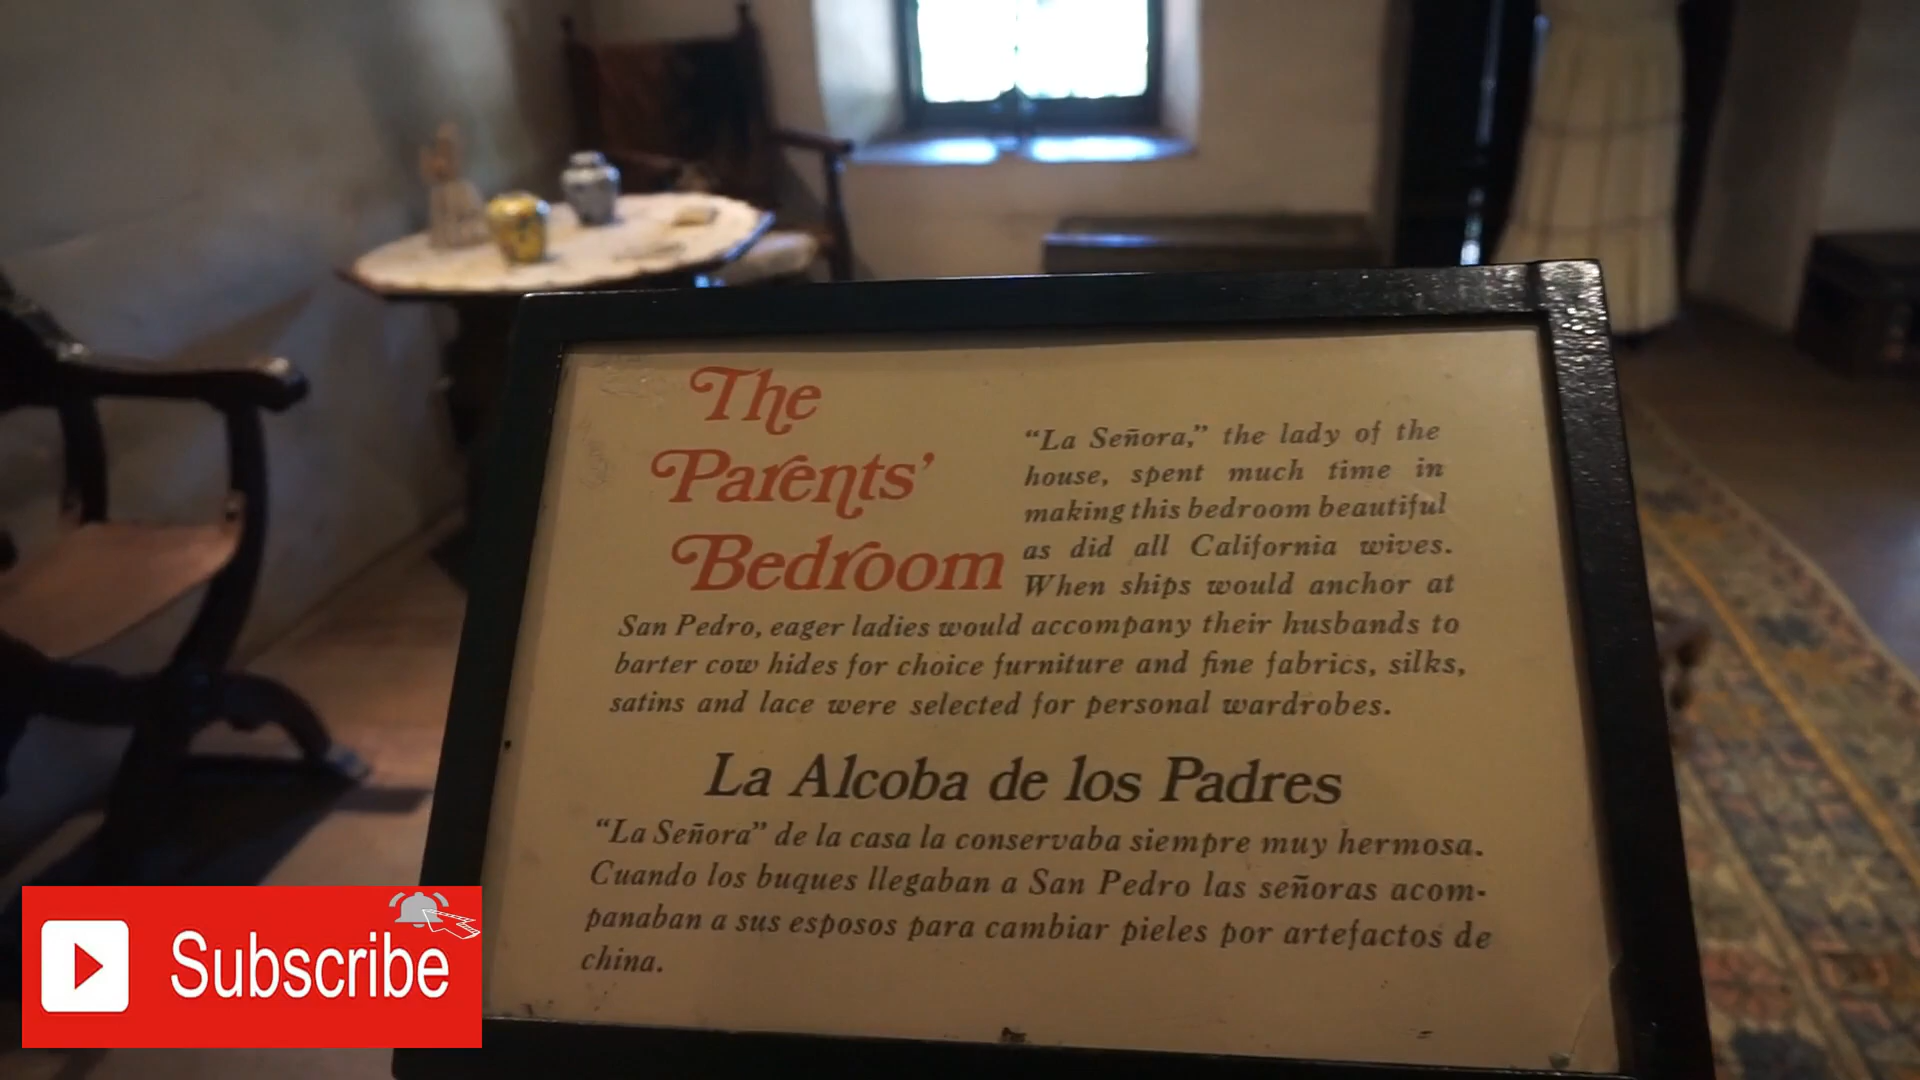 The
Parents'
Bedroom
“La Señora,” the lady of the
house, spent much time in
making this bedroom beautiful
as did all California wives.
When ships would anchor at
San Pedro, eager ladies would accompany their husbands to
barter cow hides for choice furniture and fine fabrics, silks,
satins and lace were selected for personal wardrobes.
La Alcoba de los Padres
“La Señora” de la casa la conservaba siempre muy hermosa.
Cuando los buques llegaban a San Pedro las señoras acom-
panaban a sus esposos para cambiar pieles por artefactos de
china.
Subscribe